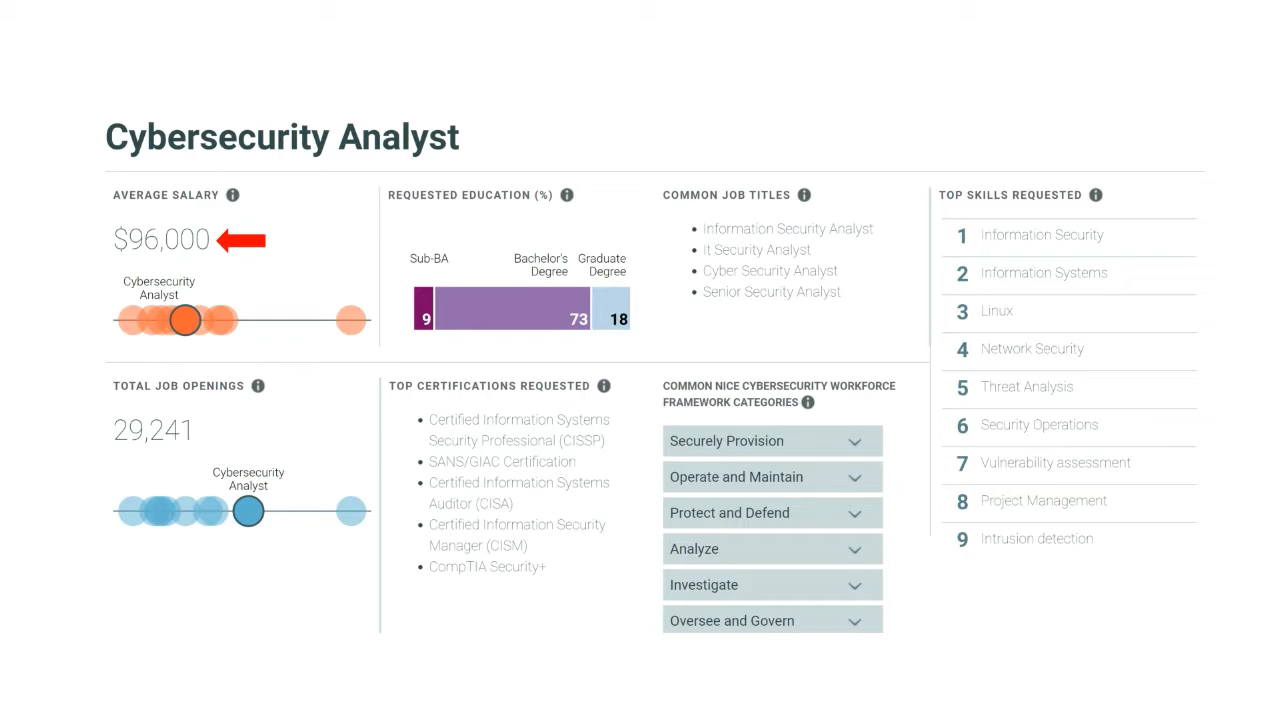 Cybersecurity Analyst
AVERAGE SALARY
$96,000
Cybersecurity
Analyst
REQUESTED EDUCATION (%)
Sub-BA
Bachelor's
Degree
Graduate
Degree
9
73
18
COMMON JOB TITLES
Information Security Analyst
It Security Analyst
Cyber Security Analyst
Senior Security Analyst
TOTAL JOB OPENINGS
29,241
Cybersecurity
Analyst
TOP CERTIFICATIONS REQUESTED
Certified Information Systems
Security Professional (CISSP)
SANS/GIAC Certification
Certified Information Systems
Auditor (CISA)
Certified Information Security
Manager (CISM)
CompTIA Security+
COMMON NICE CYBERSECURITY WORKFORCE
FRAMEWORK CATEGORIES
Securely Provision
Operate and Maintain
Protect and Defend
Analyze
Investigate
Oversee and Govern
TOP SKILLS REQUESTED
1 Information Security
2 Information Systems
3 Linux
4 Network Security
5 Threat Analysis
6 Security Operations
7 Vulnerability assessment
8 Project Management
9 Intrusion detection